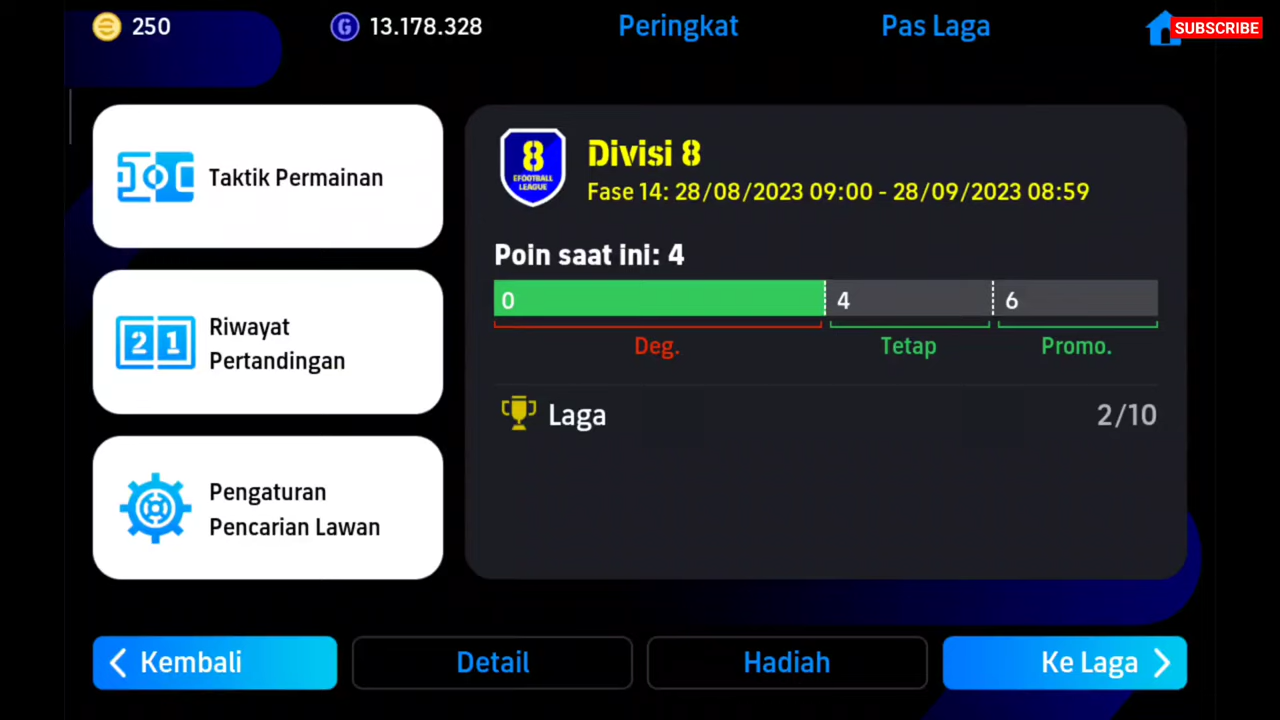 250
G 13.178.328
Peringkat
Pas Laga
SUBSCRIBE
Taktik Permainan
8
EFOOTBALL
LEAGUE
Divisi 8
Fase 14: 28/08/2023 09:00 - 28/09/2023 08:59
Poin saat ini: 4
0 4 6
Deg. Tetap Promo.
2 1
Riwayat
Pertandingan
Laga 2/10
Pengaturan
Pencarian Lawan
Kembali
Detail
Hadiah
Ke Laga